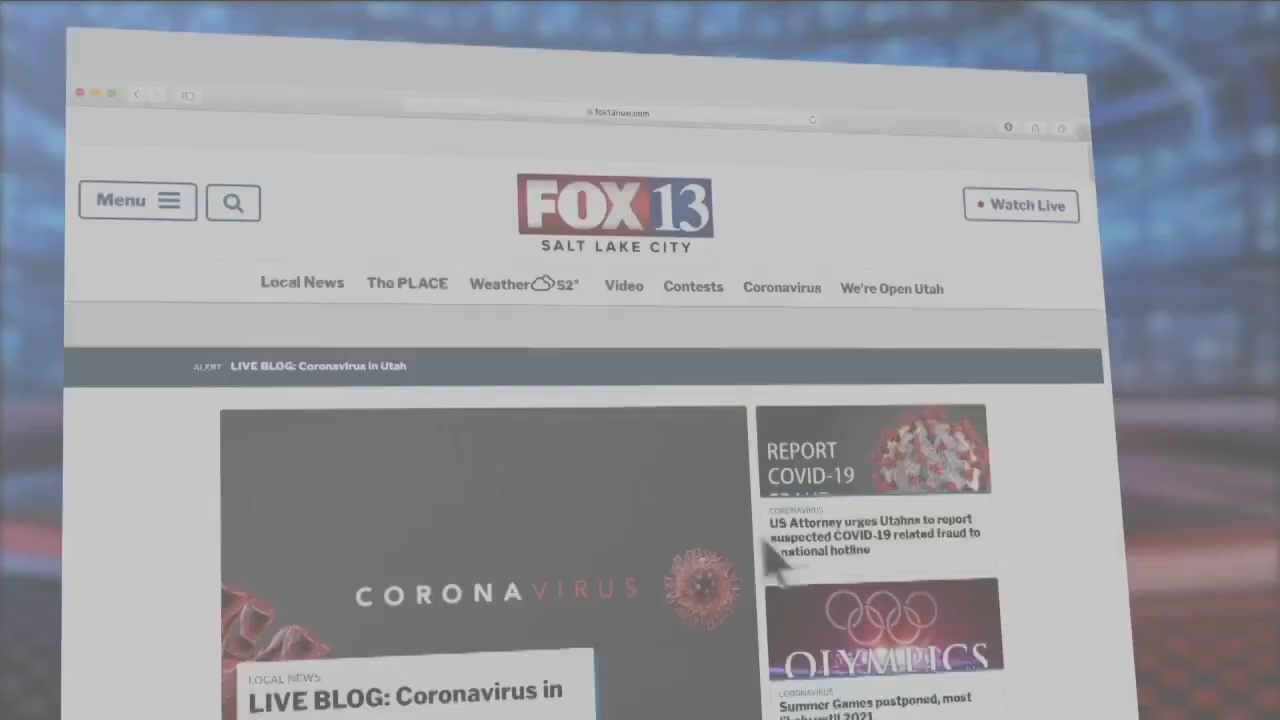 fox13now.com
Menu
FOX 13
SALT LAKE CITY
Watch Live
Local News The PLACE Weather 52° Video Contests Coronavirus We're Open Utah
ALERT LIVE BLOG: Coronavirus in Utah
CORONAVIRUS
LOCAL NEWS
LIVE BLOG: Coronavirus in
REPORT
COVID-19
CORONAVIRUS
US Attorney urges Utahns to report
suspected COVID-19 related fraud to
national hotline
OLYMPICS
CORONAVIRUS
Summer Games postponed, most
likely until 2021